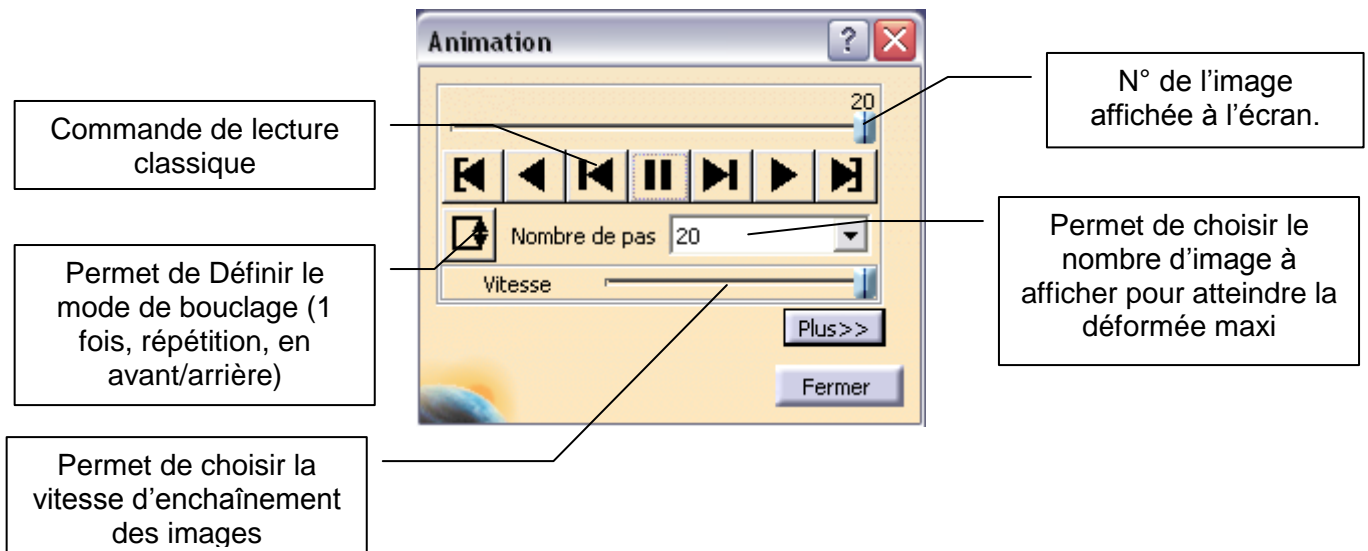 Animation
?
20
Nombre de pas 20
Vitesse
Plus>>
Fermer
Commande de lecture
classique
Permet de Définir le
mode de bouclage (1
fois, répétition, en
avant/arrière)
Permet de choisir la
vitesse d’enchaînement
des images
N° de l’image
affichée à l’écran.
Permet de choisir le
nombre d’image à
afficher pour atteindre la
déformée maxi